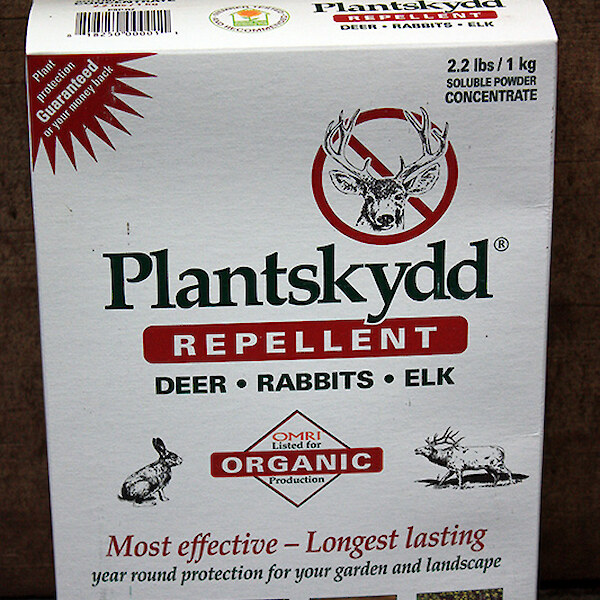 Plantskydd
REPELLENT
DEER • RABBITS • ELK
2.2 lbs / 1 kg
SOLUBLE POWDER
CONCENTRATE
Plant
protection
Guaranteed
or your money back
Plantskydd®
REPELLENT
DEER • RABBITS • ELK
OMRI
Listed for
ORGANIC
Production
Most effective – Longest lasting
year round protection for your garden and landscape